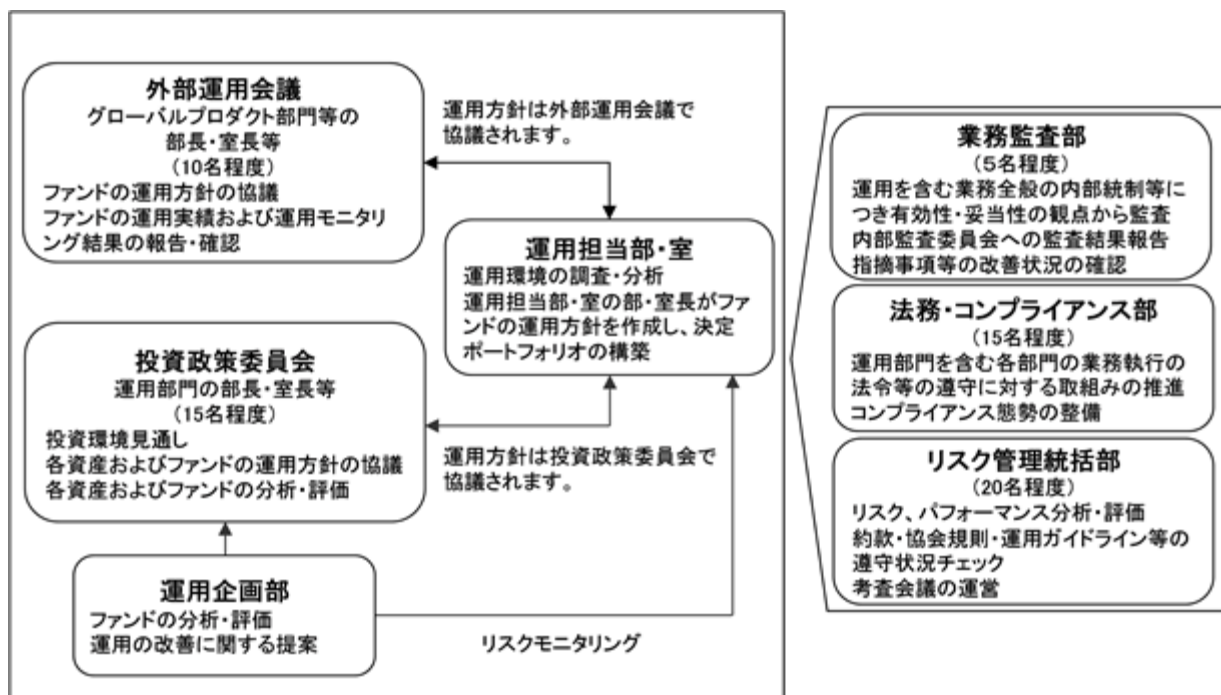 外部運用会議
グローバルプロダクト部門等の
部長・室長等
(10名程度)
ファンドの運用方針の協議
ファンドの運用実績および運用モニタリ
ング結果の報告・確認
運用方針は外部運用会議で
協議されます。
運用担当部・室
運用環境の調査・分析
運用担当部・室の部・室長がファ
ンドの運用方針を作成し、決定
ポートフォリオの構築
投資政策委員会
運用部門の部長・室長等
(15名程度)
投資環境見通し
各資産およびファンドの運用方針の協議
各資産およびファンドの分析・評価
運用方針は投資政策委員会で
協議されます。
運用企画部
ファンドの分析・評価
運用の改善に関する提案
リスクモニタリング
業務監査部
(5名程度)
運用を含む業務全般の内部統制等に
つき有効性・妥当性の観点から監査
内部監査委員会への監査結果報告
指摘事項等の改善状況の確認
法務・コンプライアンス部
(15名程度)
運用部門を含む各部門の業務執行の
法令等の遵守に対する取組みの推進
コンプライアンス態勢の整備
リスク管理統括部
(20名程度)
リスク、パフォーマンス分析・評価
約款・協会規則・運用ガイドライン等の
遵守状況チェック
考査会議の運営